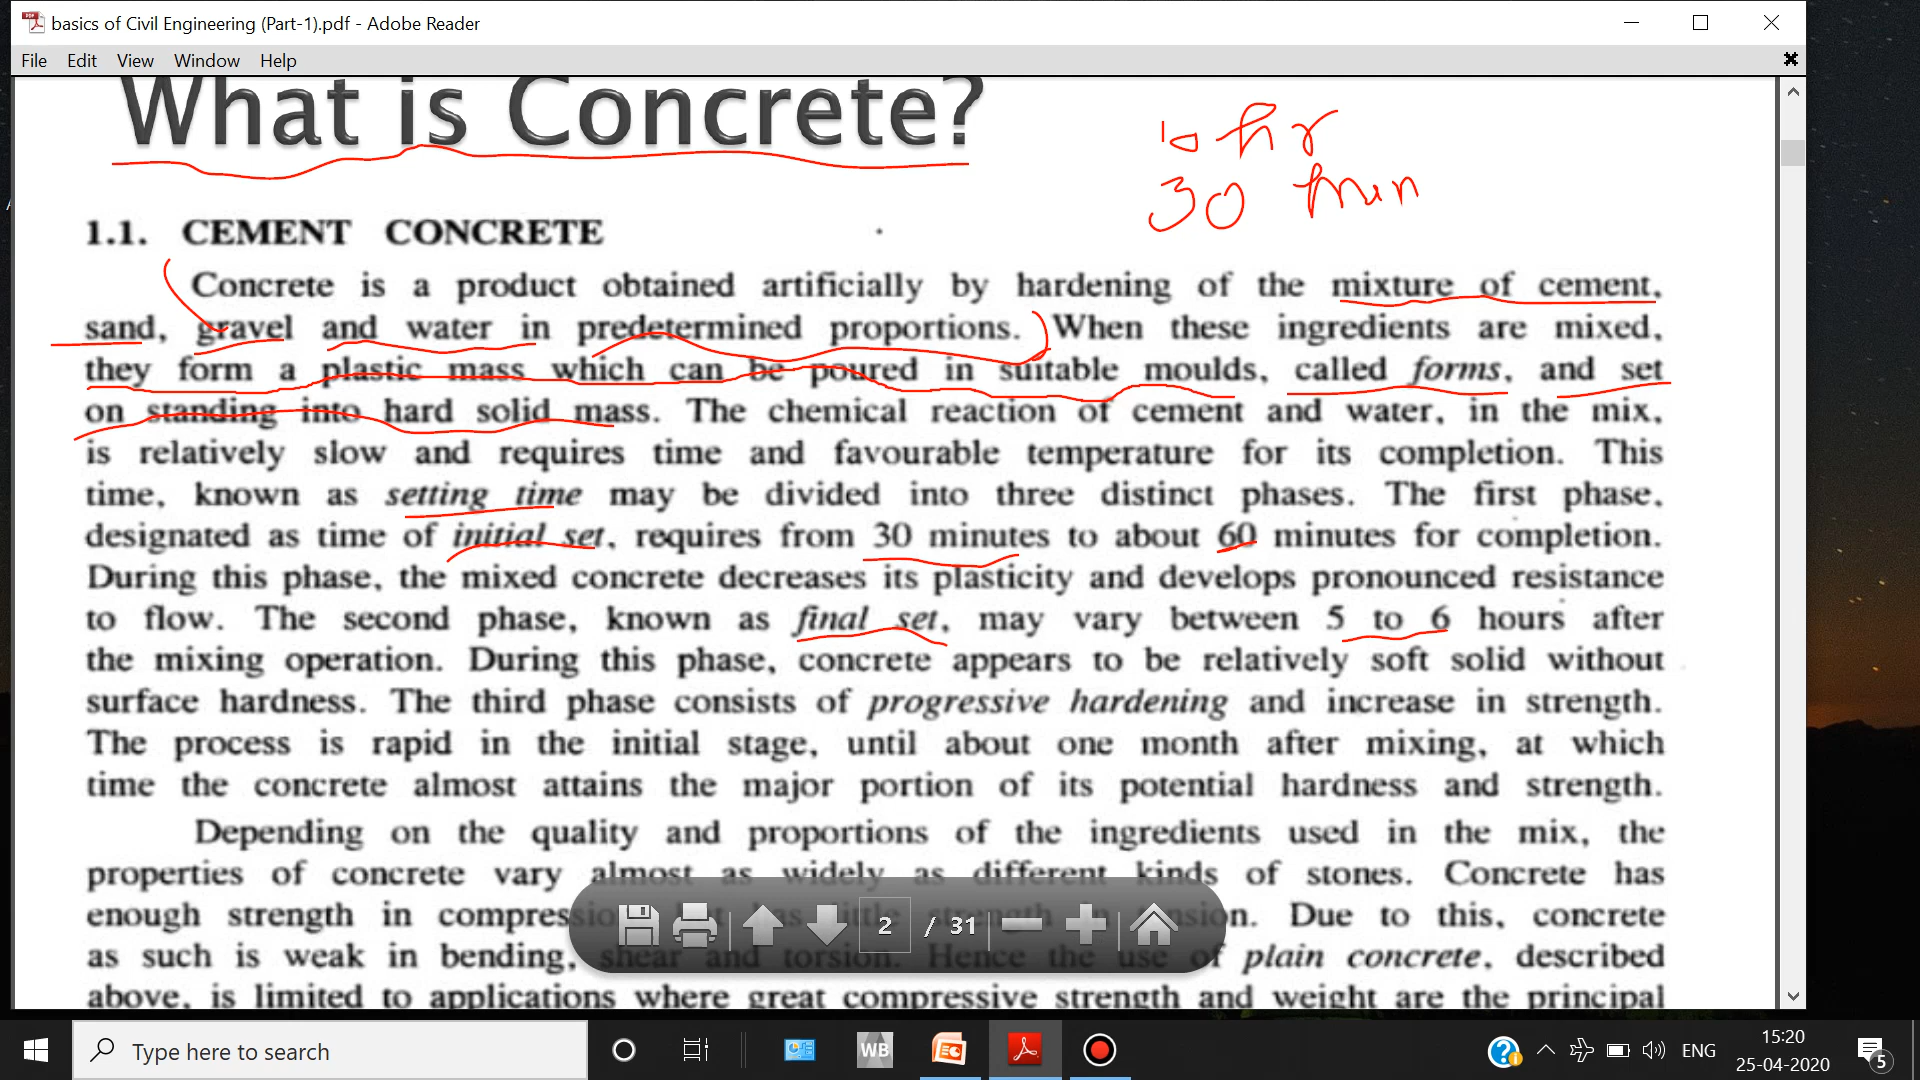 basics of Civil Engineering (Part-1).pdf - Adobe Reader
File Edit View Window Help
What is Concrete?
10 hr
30 min
1.1. CEMENT CONCRETE
Concrete is a product obtained artificially by hardening of the mixture of cement,
sand, gravel and water in predetermined proportions. When these ingredients are mixed,
they form a plastic mass which can be poured in suitable moulds, called forms, and set
on standing into hard solid mass. The chemical reaction of cement and water, in the mix,
is relatively slow and requires time and favourable temperature for its completion. This
time, known as setting time may be divided into three distinct phases. The first phase,
designated as time of initial set, requires from 30 minutes to about 60 minutes for completion.
During this phase, the mixed concrete decreases its plasticity and develops pronounced resistance
to flow. The second phase, known as final set, may vary between 5 to 6 hours after
the mixing operation. During this phase, concrete appears to be relatively soft solid without
surface hardness. The third phase consists of progressive hardening and increase in strength.
The process is rapid in the initial stage, until about one month after mixing, at which
time the concrete almost attains the major portion of its potential hardness and strength.
Depending on the quality and proportions of the ingredients used in the mix, the
properties of concrete vary almost as widely as different kinds of stones. Concrete has
enough strength in compression, but has little strength in tension. Due to this, concrete
as such is weak in bending, shear and torsion. Hence the use of plain concrete, described
above, is limited to applications where great compressive strength and weight are the principal
2 / 31
Type here to search
WB
ENG
15:20
25-04-2020
5